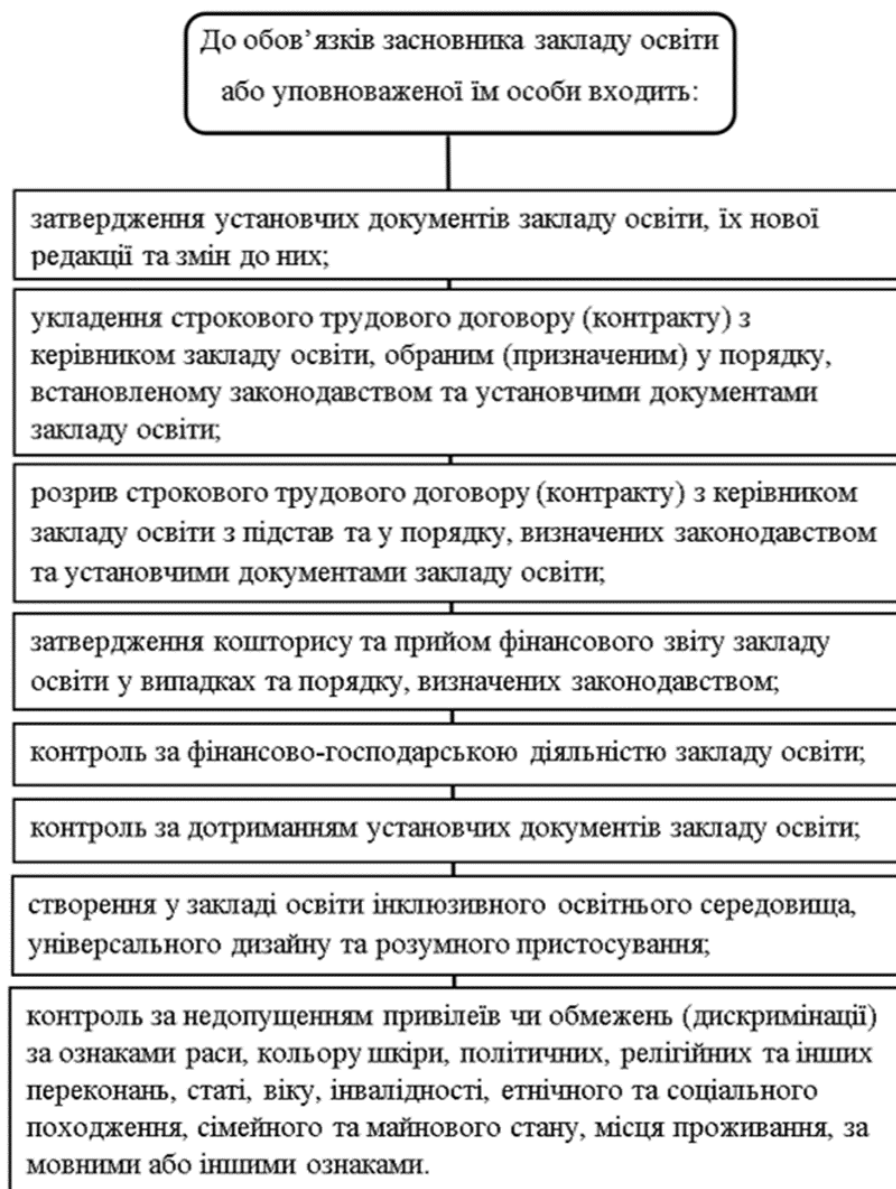 До обов’язків засновника закладу освіти
або уповноваженої їм особи входить:
затвердження установчих документів закладу освіти, їх нової
редакції та змін до них;
укладення строкового трудового договору (контракту) з
керівником закладу освіти, обраним (призначеним) у порядку,
встановленому законодавством та установчими документами
закладу освіти;
розрив строкового трудового договору (контракту) з керівником
закладу освіти з підстав та у порядку, визначених законодавством
та установчими документами закладу освіти;
затвердження кошторису та прийом фінансового звіту закладу
освіти у випадках та порядку, визначених законодавством;
контроль за фінансово-господарською діяльністю закладу освіти;
контроль за дотриманням установчих документів закладу освіти;
створення у закладі освіти інклюзивного освітнього середовища,
універсального дизайну та розумного пристосування;
контроль за недопущенням привілеїв чи обмежень (дискримінації)
за ознаками раси, кольору шкіри, політичних, релігійних та інших
переконань, статі, віку, інвалідності, етнічного та соціального
походження, сімейного та майнового стану, місця проживання, за
мовними або іншими ознаками.